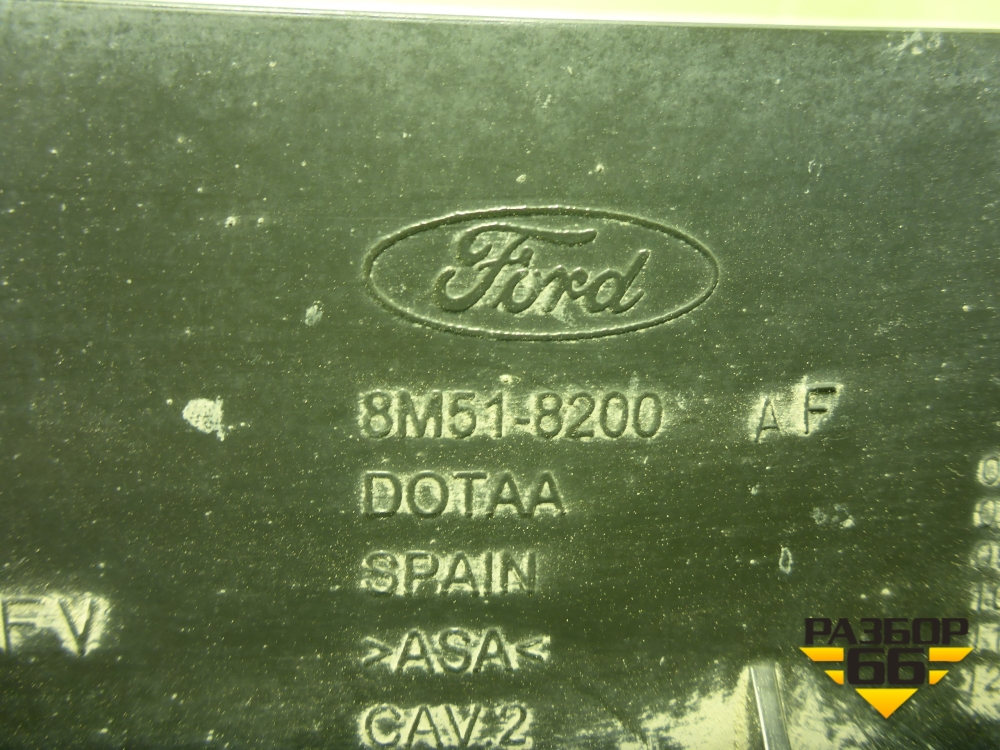 Ford
8M51-8200 AF
DOTAA
SPAIN
FV
>ASA<
CAV.2
РАЗБОР
66